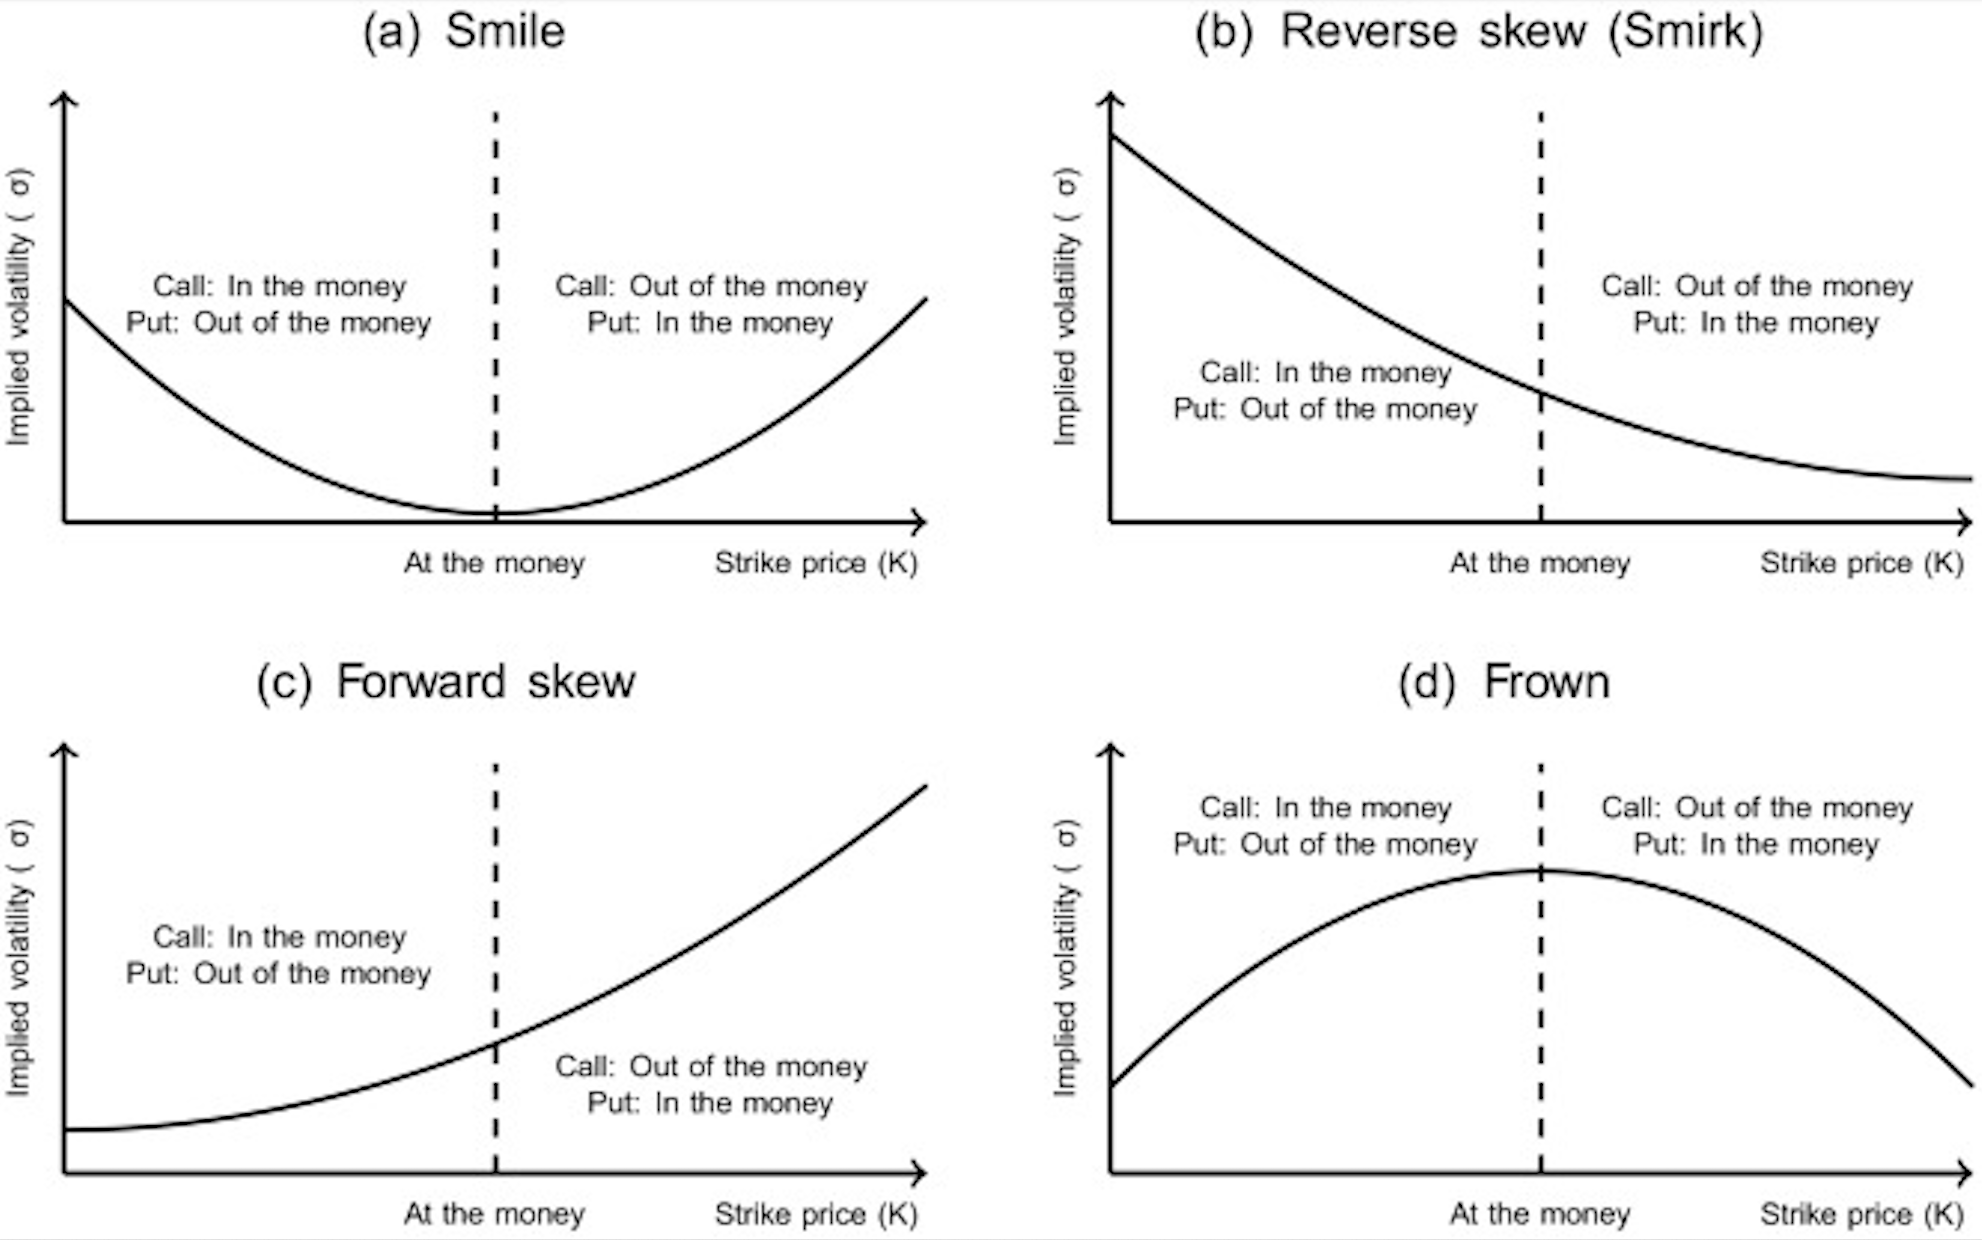 (a) Smile
Implied volatility ( σ)
Call: In the money
Put: Out of the money
Call: Out of the money
Put: In the money
At the money
Strike price (K)
(b) Reverse skew (Smirk)
Implied volatility ( σ)
Call: In the money
Put: Out of the money
Call: Out of the money
Put: In the money
At the money
Strike price (K)
(c) Forward skew
Implied volatility ( σ)
Call: In the money
Put: Out of the money
Call: Out of the money
Put: In the money
At the money
Strike price (K)
(d) Frown
Implied volatility ( σ)
Call: In the money
Put: Out of the money
Call: Out of the money
Put: In the money
At the money
Strike price (K)